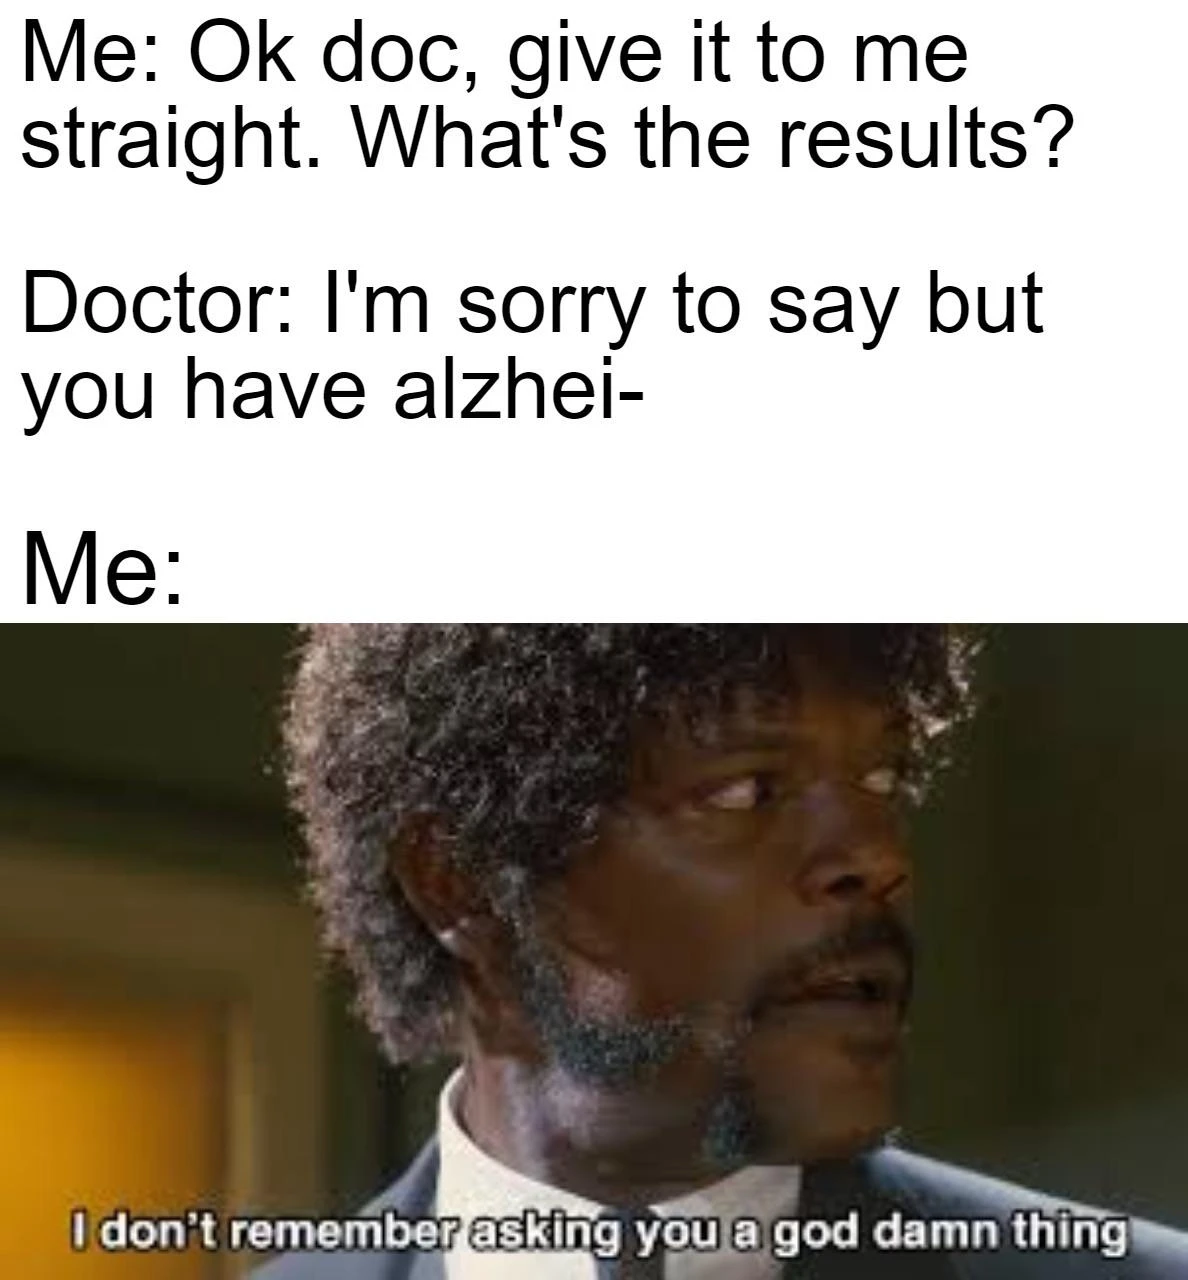 Me: Ok doc, give it to me
straight. What's the results?
Doctor: I'm sorry to say but
you have alzhei-
Me:
I don't remember asking you a god damn thing